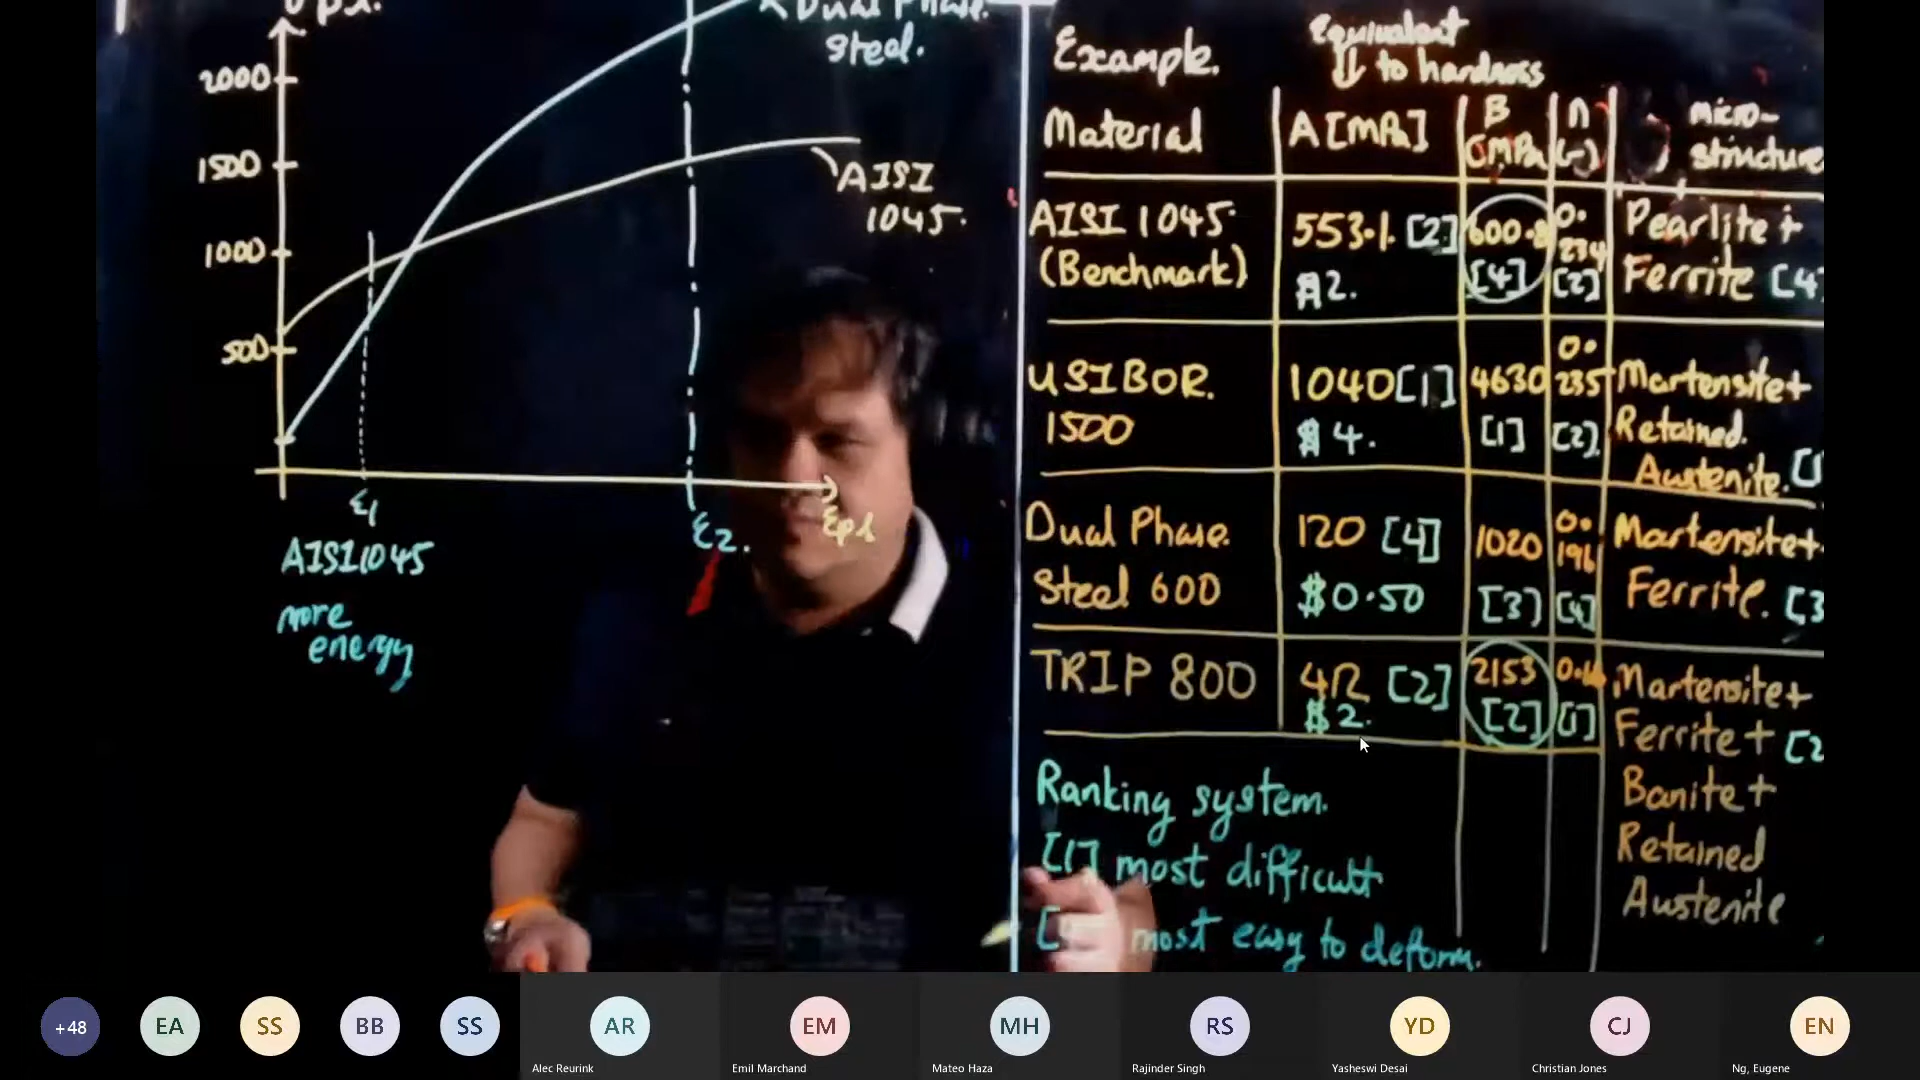 Dual Phase.
Steel.
2000
1500
1000
500
AISI
1045.
ε1
ε2.
εpl
AISI1045
more
energy
Example.
Equivalent
to hardness
Material
A [MPa]
B
[MPa]
n
(-)
micro-
structure
AISI 1045
(Benchmark)
553.1 [2]
$2.
600.8
[4]
0.
234
[2]
Pearlite +
Ferrite [4]
USIBOR.
1500
1040 [1]
$4.
4630
[1]
0.
235
[2]
Martensite +
Retained.
Austenite.
Dual Phase.
Steel 600
120 [4]
$0.50
1020
[3]
0.
196
[4]
Martensite +
Ferrite. [3
TRIP 800
412 [2]
$2.
2153
[2]
[1]
Martensite +
Ferrite + [2
Banite +
Retained
Austenite
Ranking system.
[1] most difficult
most easy to deform.
+48
EA
SS
BB
SS
AR
EM
MH
RS
YD
CJ
EN
Alec Reurink
Emil Marchand
Mateo Haza
Rajinder Singh
Yasheswi Desai
Christian Jones
Ng, Eugene